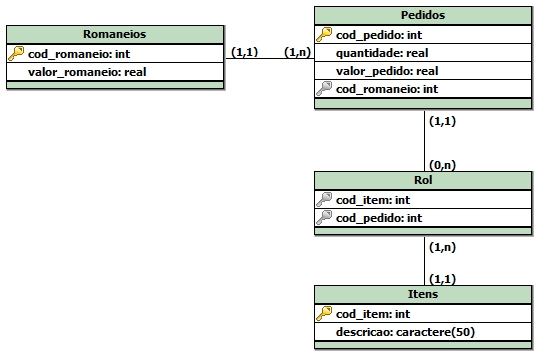 Romaneios
cod_romaneio: int
valor_romaneio: real
(1,1)
(1,n)
Pedidos
cod_pedido: int
quantidade: real
valor_pedido: real
cod_romaneio: int
(1,1)
(0,n)
Rol
cod_item: int
cod_pedido: int
(1,n)
(1,1)
Itens
cod_item: int
descricao: caractere(50)